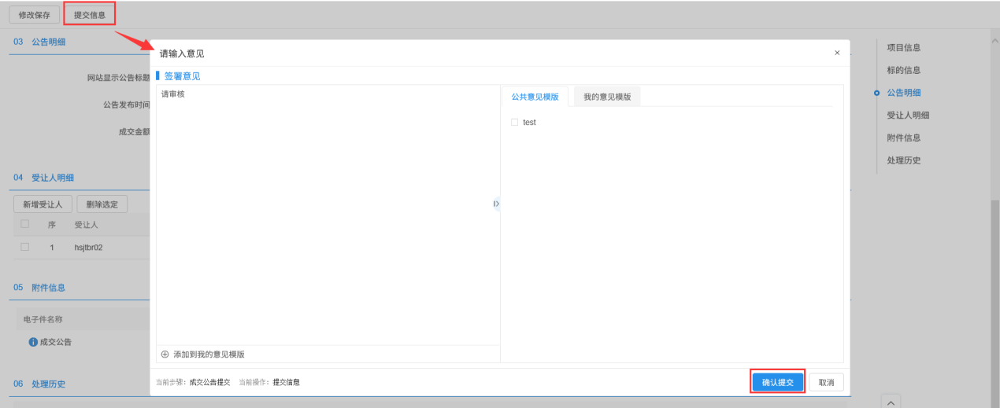 修改保存 提交信息
03 公告明细
网站显示公告标题
公告发布时间
成交金额
04 受让人明细
新增受让人 删除选定
序 受让人
1 hsjtbr02
05 附件信息
电子件名称
成交公告
06 处理历史
请输入意见 ×
签署意见
请审核
公共意见模版 我的意见模版
test
添加到我的意见模版
当前步骤：成交公告提交 当前操作：提交信息
确认提交 取消
项目信息
标的信息
公告明细
受让人明细
附件信息
处理历史